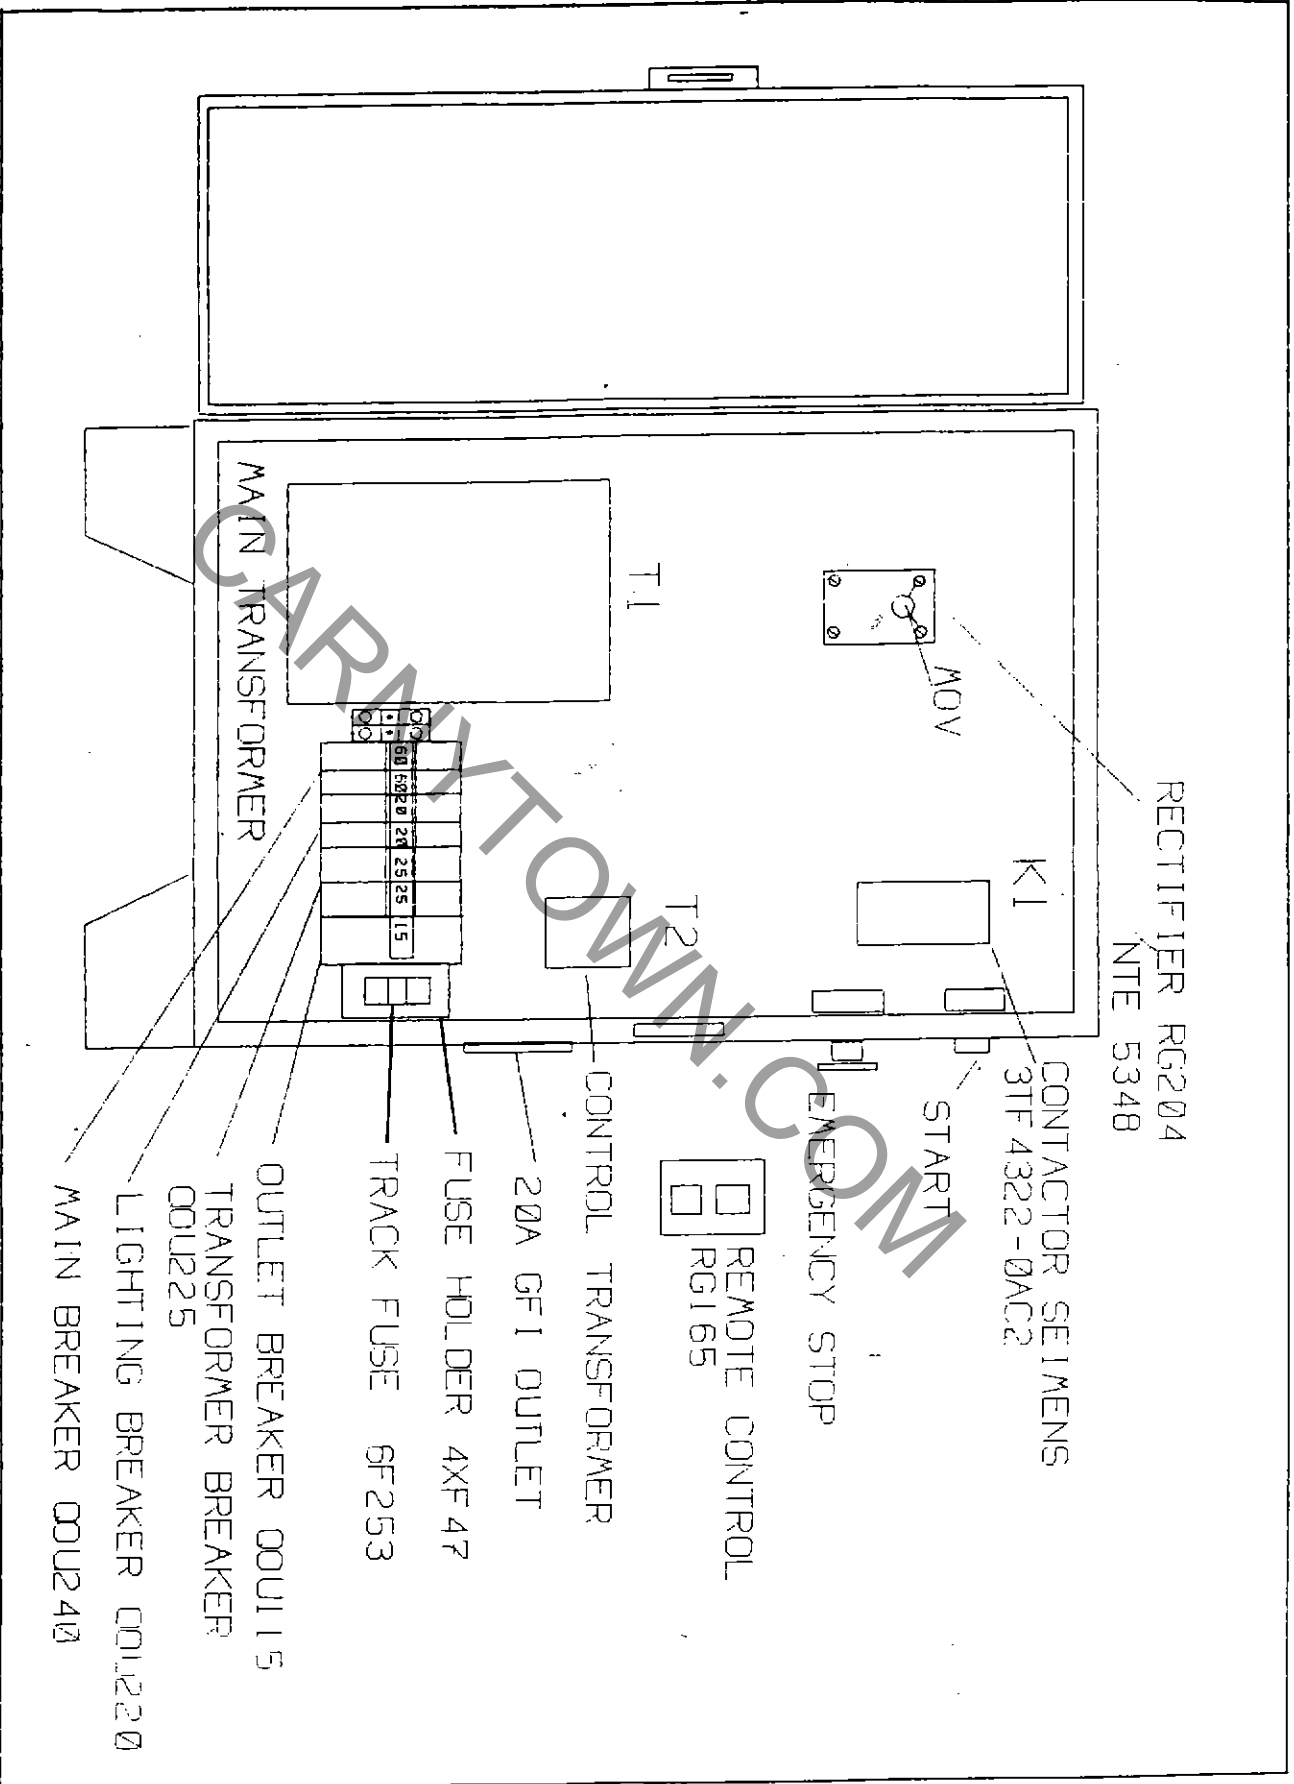 RECTIFIER RG204
NTE 5348
K1
CONTACTOR SEIMENS
3TF4322-0AC2
MOV
START
EMERGENCY STOP
REMOTE CONTROL
RG165
T1
T2
CONTROL TRANSFORMER
20A GFI OUTLET
FUSE HOLDER 4XF47
TRACK FUSE 6F253
60 60 20 20 25 25 15
OUTLET BREAKER QOU115
TRANSFORMER BREAKER
QOU225
MAIN TRANSFORMER
LIGHTING BREAKER QOU220
MAIN BREAKER QOU240
CARNYTOWN.COM